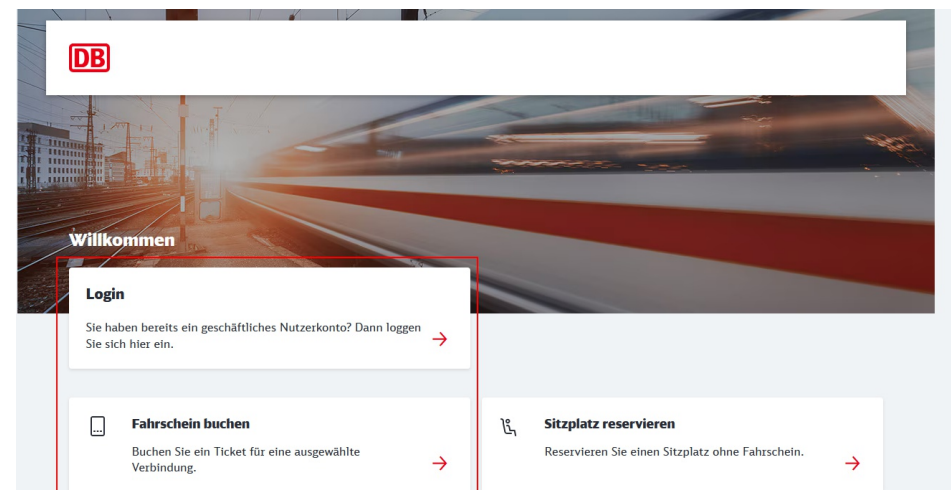 DB
Willkommen
Login
Sie haben bereits ein geschäftliches Nutzerkonto? Dann loggen
Sie sich hier ein.
Fahrschein buchen
Buchen Sie ein Ticket für eine ausgewählte
Verbindung.
Sitzplatz reservieren
Reservieren Sie einen Sitzplatz ohne Fahrschein.